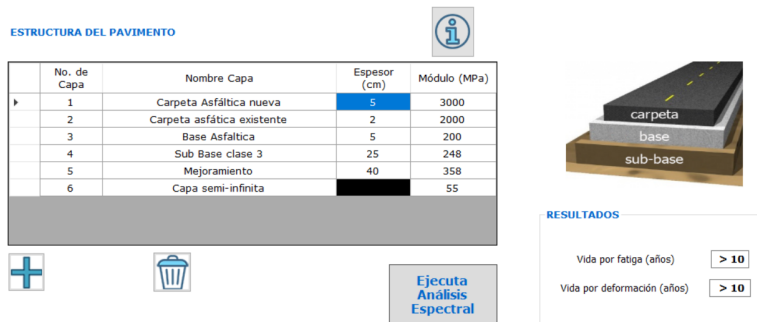 ESTRUCTURA DEL PAVIMENTO
No. de Capa Nombre Capa Espesor (cm) Módulo (MPa)
1 Carpeta Asfáltica nueva 5 3000
2 Carpeta asfática existente 2 2000
3 Base Asfaltica 5 200
4 Sub Base clase 3 25 248
5 Mejoramiento 40 358
6 Capa semi-infinita 55
carpeta
base
sub-base
RESULTADOS
Vida por fatiga (años) > 10
Vida por deformación (años) > 10
Ejecuta
Análisis
Espectral